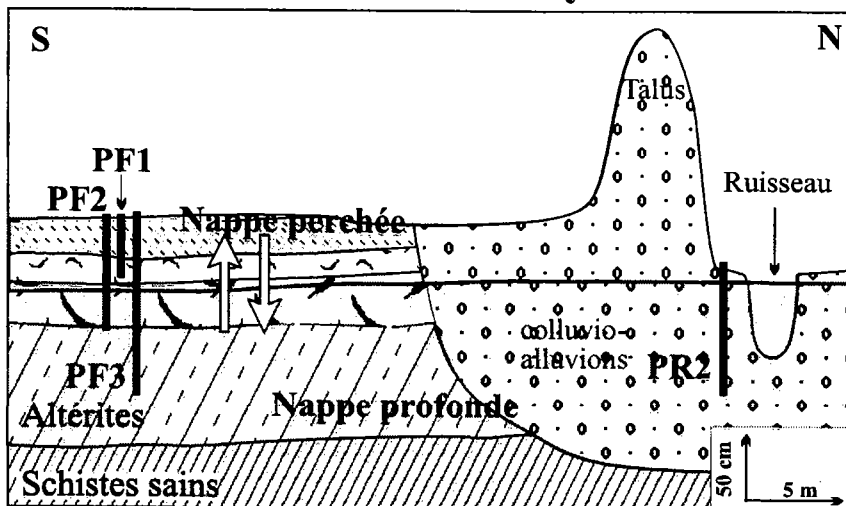 S
N
Talus
PF1
PF2
Nappe perchée
Ruisseau
colluvio-
alluvions
PR2
PF3
Altérites
Nappe profonde
Schistes sains
50 cm
5 m